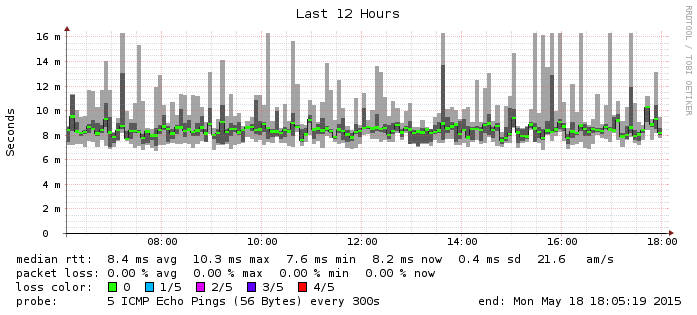 Last 12 Hours
RRDTOOL / TOBI OETIKER
Seconds
16 m
14 m
12 m
10 m
8 m
6 m
4 m
2 m
0
08:00 10:00 12:00 14:00 16:00 18:00
median rtt: 8.4 ms avg 10.3 ms max 7.6 ms min 8.2 ms now 0.4 ms sd 21.6 am/s
packet loss: 0.00 % avg 0.00 % max 0.00 % min 0.00 % now
loss color: 0 1/5 2/5 3/5 4/5
probe: 5 ICMP Echo Pings (56 Bytes) every 300s end: Mon May 18 18:05:19 2015